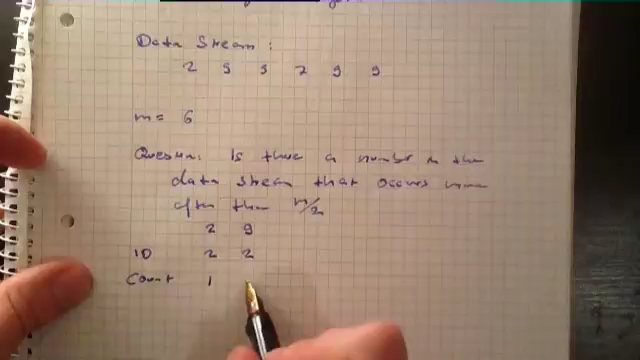 Data Stream:
2 9 9 7 9 9
m = 6
Question: Is there a number in the
data stream that occurs more
often than m/2
2 9
ID 2 2
Count 1